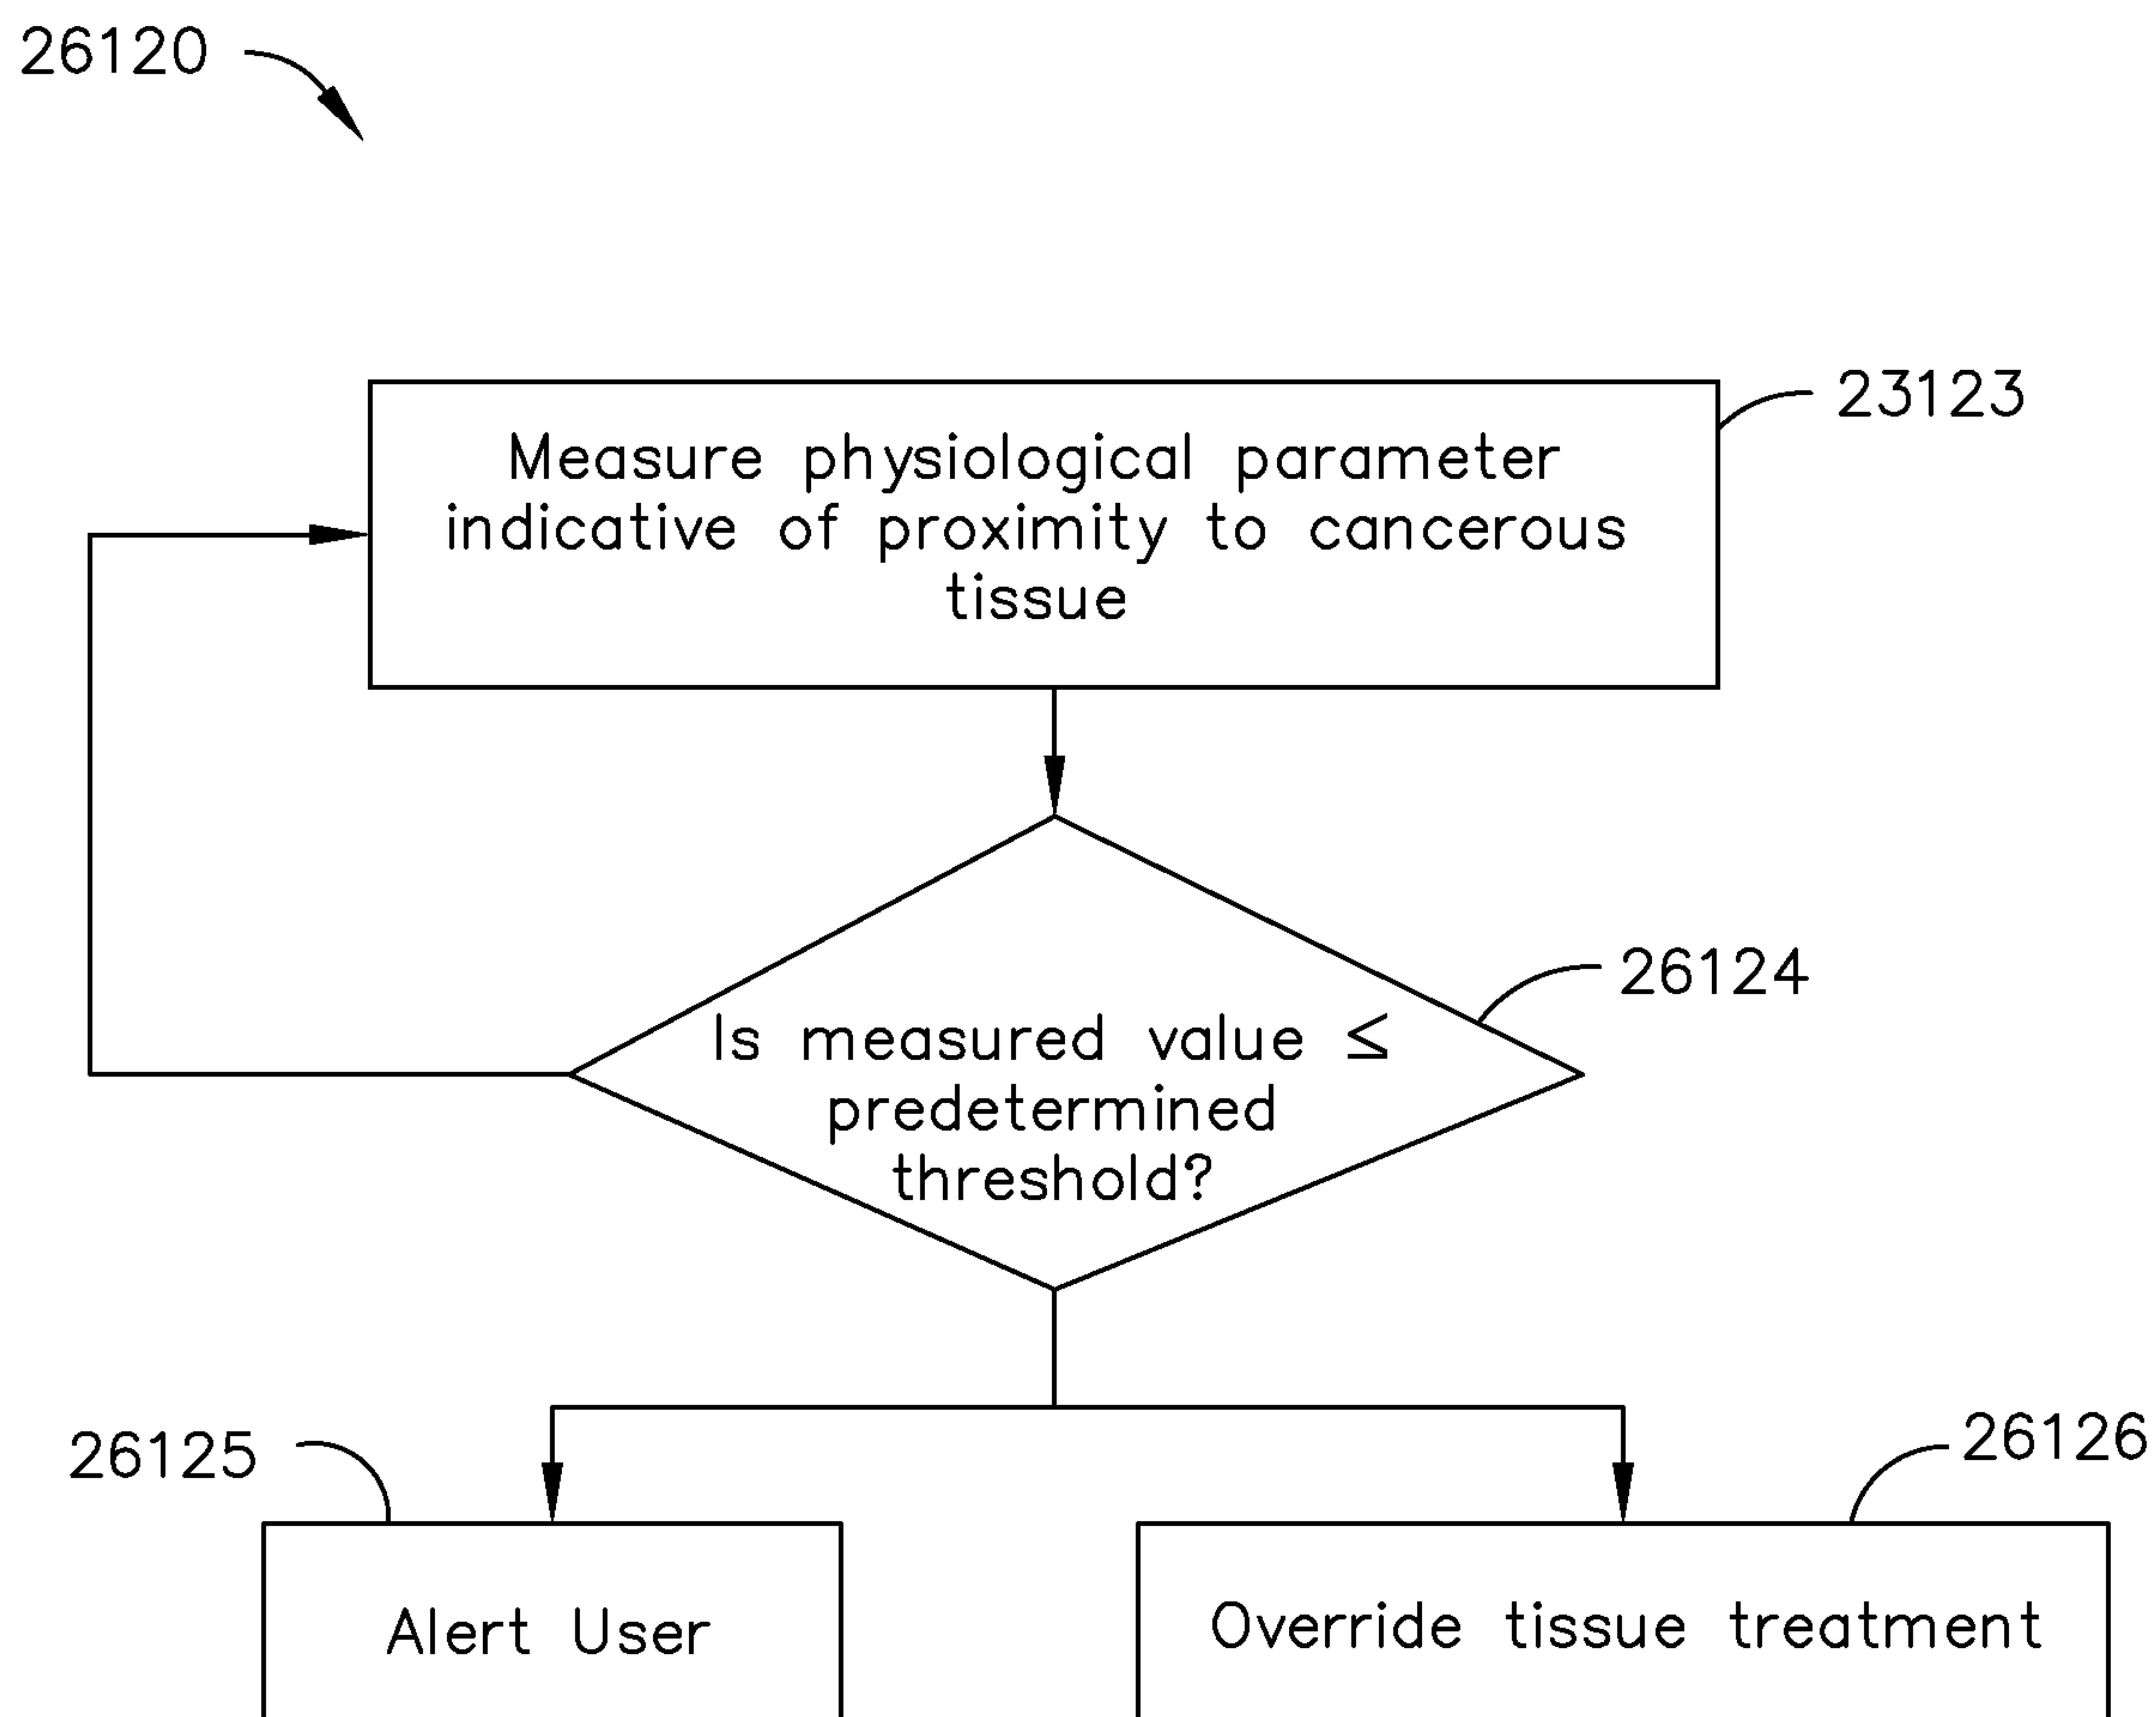 26120
23123
Measure physiological parameter
indicative of proximity to cancerous
tissue
26124
Is measured value ≤
predetermined
threshold?
26125
26126
Alert User
Override tissue treatment